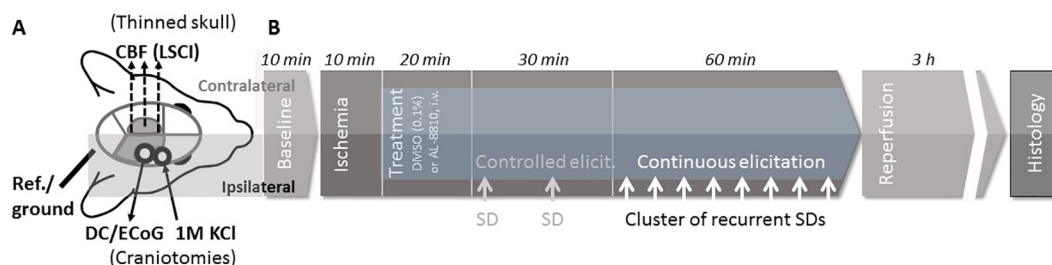 A
(Thinned skull)
CBF (LSCI)
Contralateral
Ipsilateral
Ref./
ground
DC/ECoG 1M KCl
(Craniotomies)
B
10 min 10 min 20 min 30 min 60 min 3 h
Baseline
Ischemia
Treatment
DMSO (0.1%)
or AL-8810, i.v.
Controlled elicit.
Continuous elicitation
Reperfusion
Histology
SD SD
Cluster of recurrent SDs